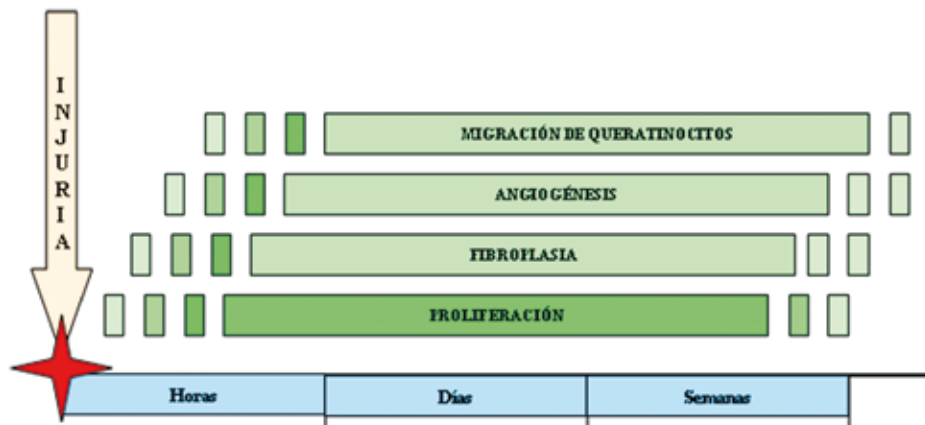 INJURIA
MIGRACIÓN DE QUERATINOCITOS
ANGIOGÉNESIS
FIBROPLASIA
PROLIFERACIÓN
Horas
Días
Semanas